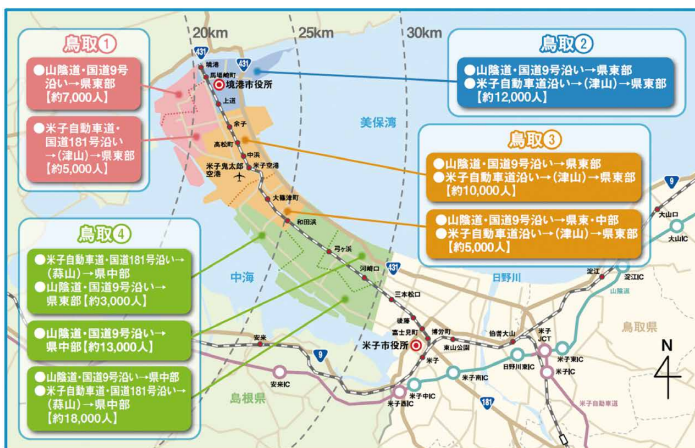 鳥取①
●山陰道・国道9号
沿い→県東部
【約7,000人】
●米子自動車道・
国道181号沿い
→(津山)→県東部
【約5,000人】
20km
25km
30km
鳥取②
●山陰道・国道9号沿い→県東部
●米子自動車道沿い→(津山)→県東部
【約12,000人】
431
431
境港
馬場崎町
境港市役所
上道
余子
高松町
中浜
米子空港
米子鬼太郎
空港
美保湾
鳥取③
●山陰道・国道9号沿い→県東部
●米子自動車道沿い→(津山)→県東部
【約10,000人】
●山陰道・国道9号沿い→県東・中部
●米子自動車道沿い→(津山)→県東部
【約5,000人】
大篠津町
和田浜
弓ヶ浜
河崎口
431
三本松口
後藤
富士見町
博労町
米子市役所
米子
東山公園
伯耆大山
中海
日野川
9
大山口
大山IC
淀江
淀江IC
山陰道
鳥取県
鳥取④
●米子自動車道・国道181号沿い→
(蒜山)→県中部
●山陰道・国道9号沿い→
県東部【約3,000人】
●山陰道・国道9号沿い→
県中部【約13,000人】
●山陰道・国道9号沿い→県中部
●米子自動車道・国道181号沿い→
(蒜山)→県中部
【約18,000人】
安来
9
安来IC
島根県
米子西IC
米子中IC
米子南IC
181
日野川東IC
米子
JCT
米子東IC
米子IC
米子自動車道
N
4